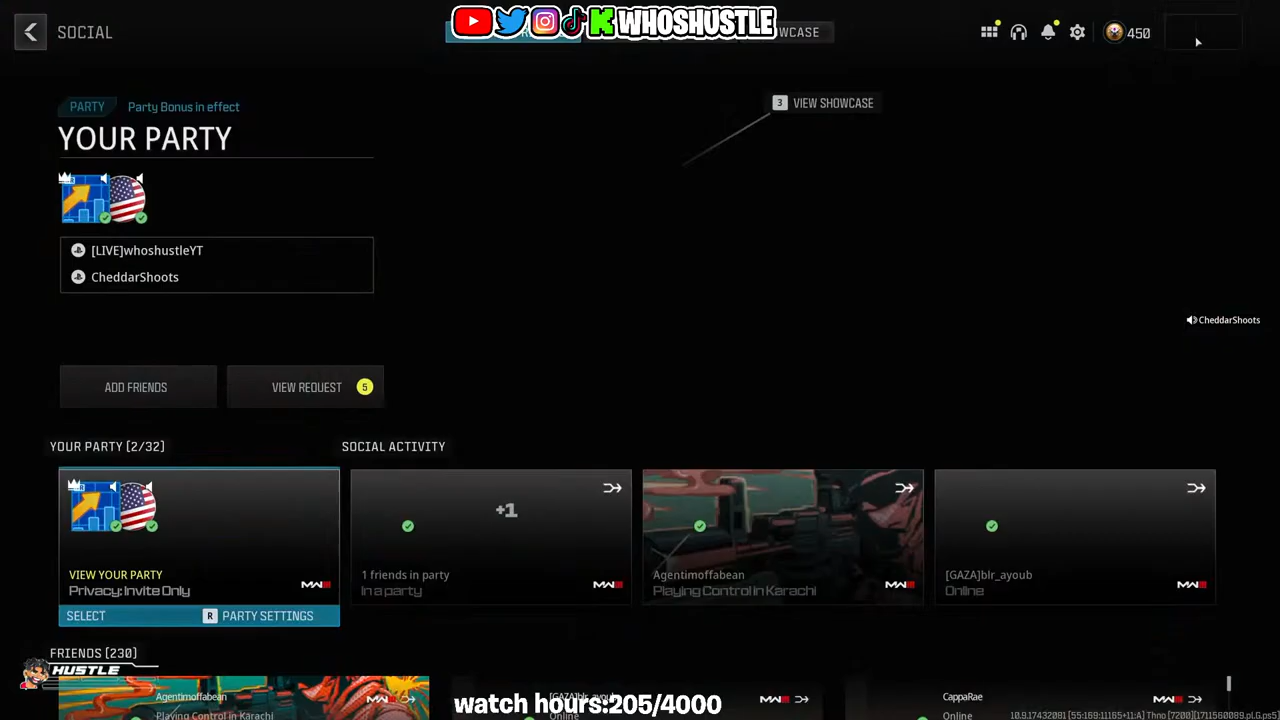 SOCIAL
WHOSHUSTLE
WCASE
450
PARTY Party Bonus in effect
YOUR PARTY
3 VIEW SHOWCASE
[LIVE]whoshustleYT
CheddarShoots
CheddarShoots
ADD FRIENDS
VIEW REQUEST 5
YOUR PARTY [2/32]
SOCIAL ACTIVITY
VIEW YOUR PARTY
Privacy: Invite Only
SELECT
R PARTY SETTINGS
+1
1 friends in party
In a party
Agentimoffabean
Playing Control in Karachi
[GAZA]blr_ayoub
Online
FRIENDS [230]
HUSTLE
Agentimoffabean
Playing Control in Karachi
[GAZA]blr_ayoub
Online
CappaRae
Online
watch hours:205/4000